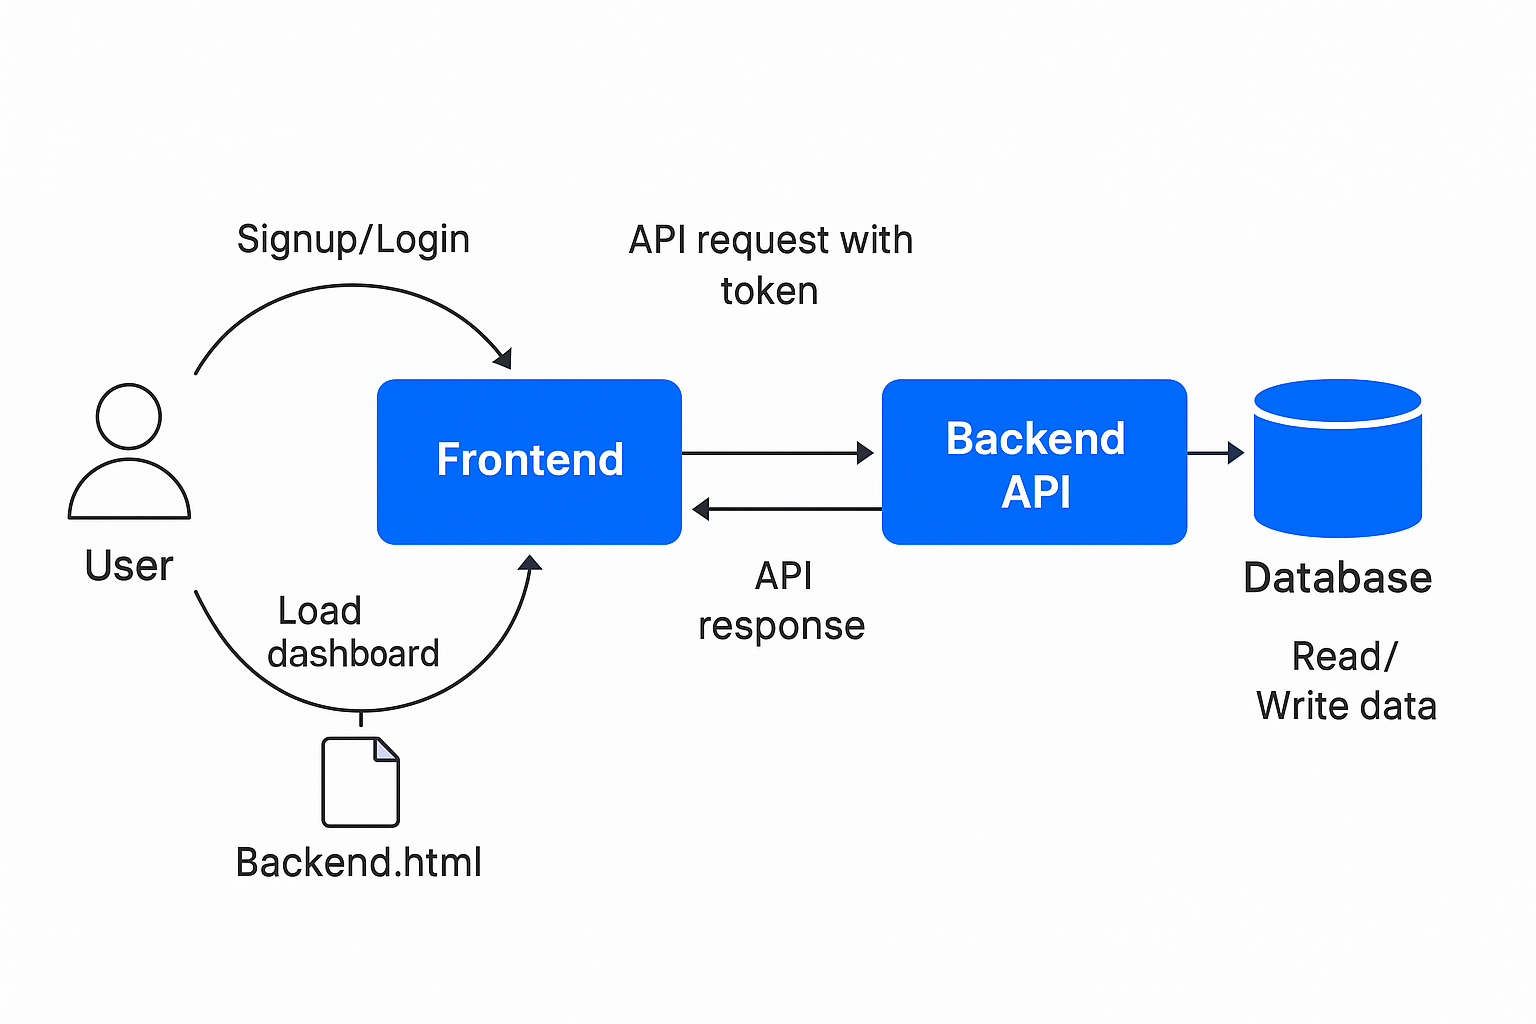 Signup/Login
API request with
token
User
Frontend
Backend
API
Database
Load
dashboard
API
response
Read/
Write data
Backend.html